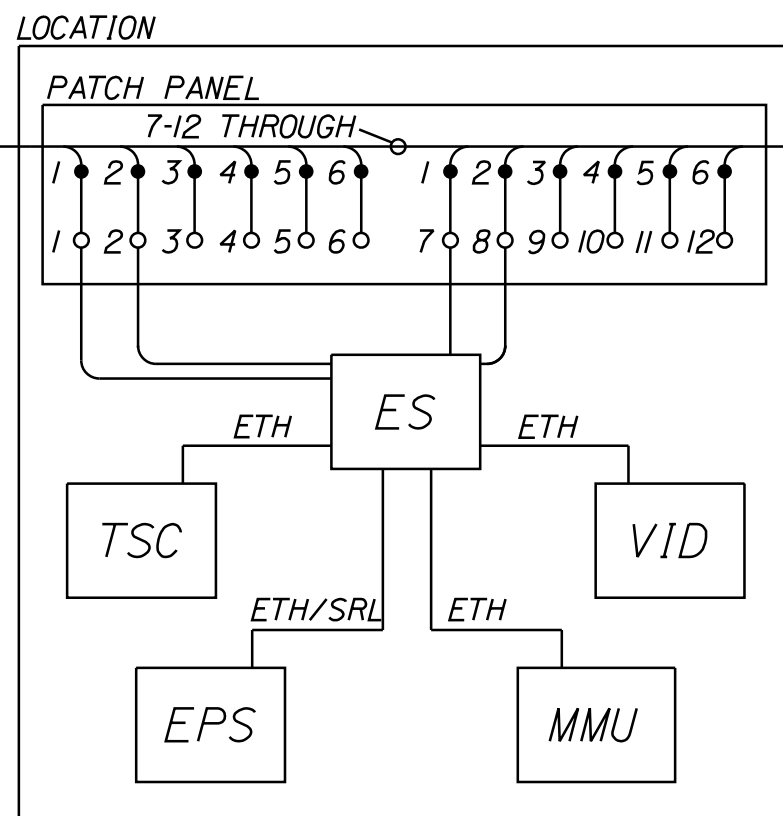 LOCATION
PATCH PANEL
7-12 THROUGH
1 2 3 4 5 6 1 2 3 4 5 6
1 2 3 4 5 6 7 8 9 10 11 12
ES
ETH ETH
TSC VID
ETH/SRL ETH
EPS MMU